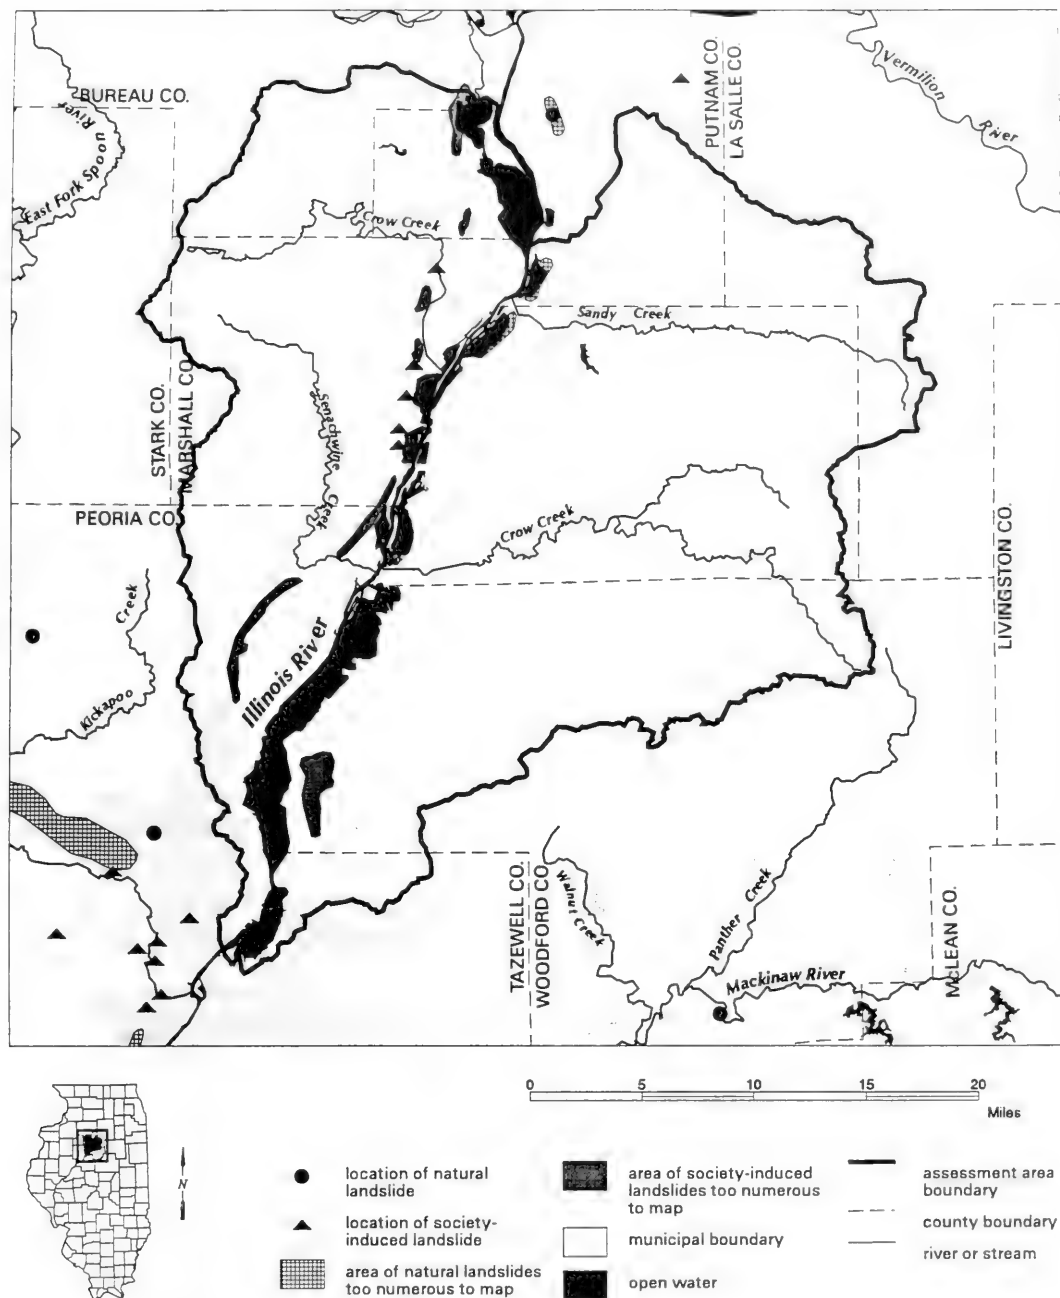 BUREAU CO.
East Fork Spoon
River
PUTNAM CO.
LA SALLE CO.
Vermilion
River
Crow Creek
Sandy Creek
STARK CO.
MARSHALL CO.
Senachwine
Creek
PEORIA CO.
Crow Creek
LIVINGSTON CO.
Creek
Kickapoo
Illinois River
TAZEWELL CO.
WOODFORD CO.
Walnut Creek
Panther Creek
Mackinaw River
McLEAN CO.
0 5 10 15 20
Miles
N
location of natural
landslide
location of society-
induced landslide
area of natural landslides
too numerous to map
area of society-induced
landslides too numerous
to map
municipal boundary
open water
assessment area
boundary
county boundary
river or stream